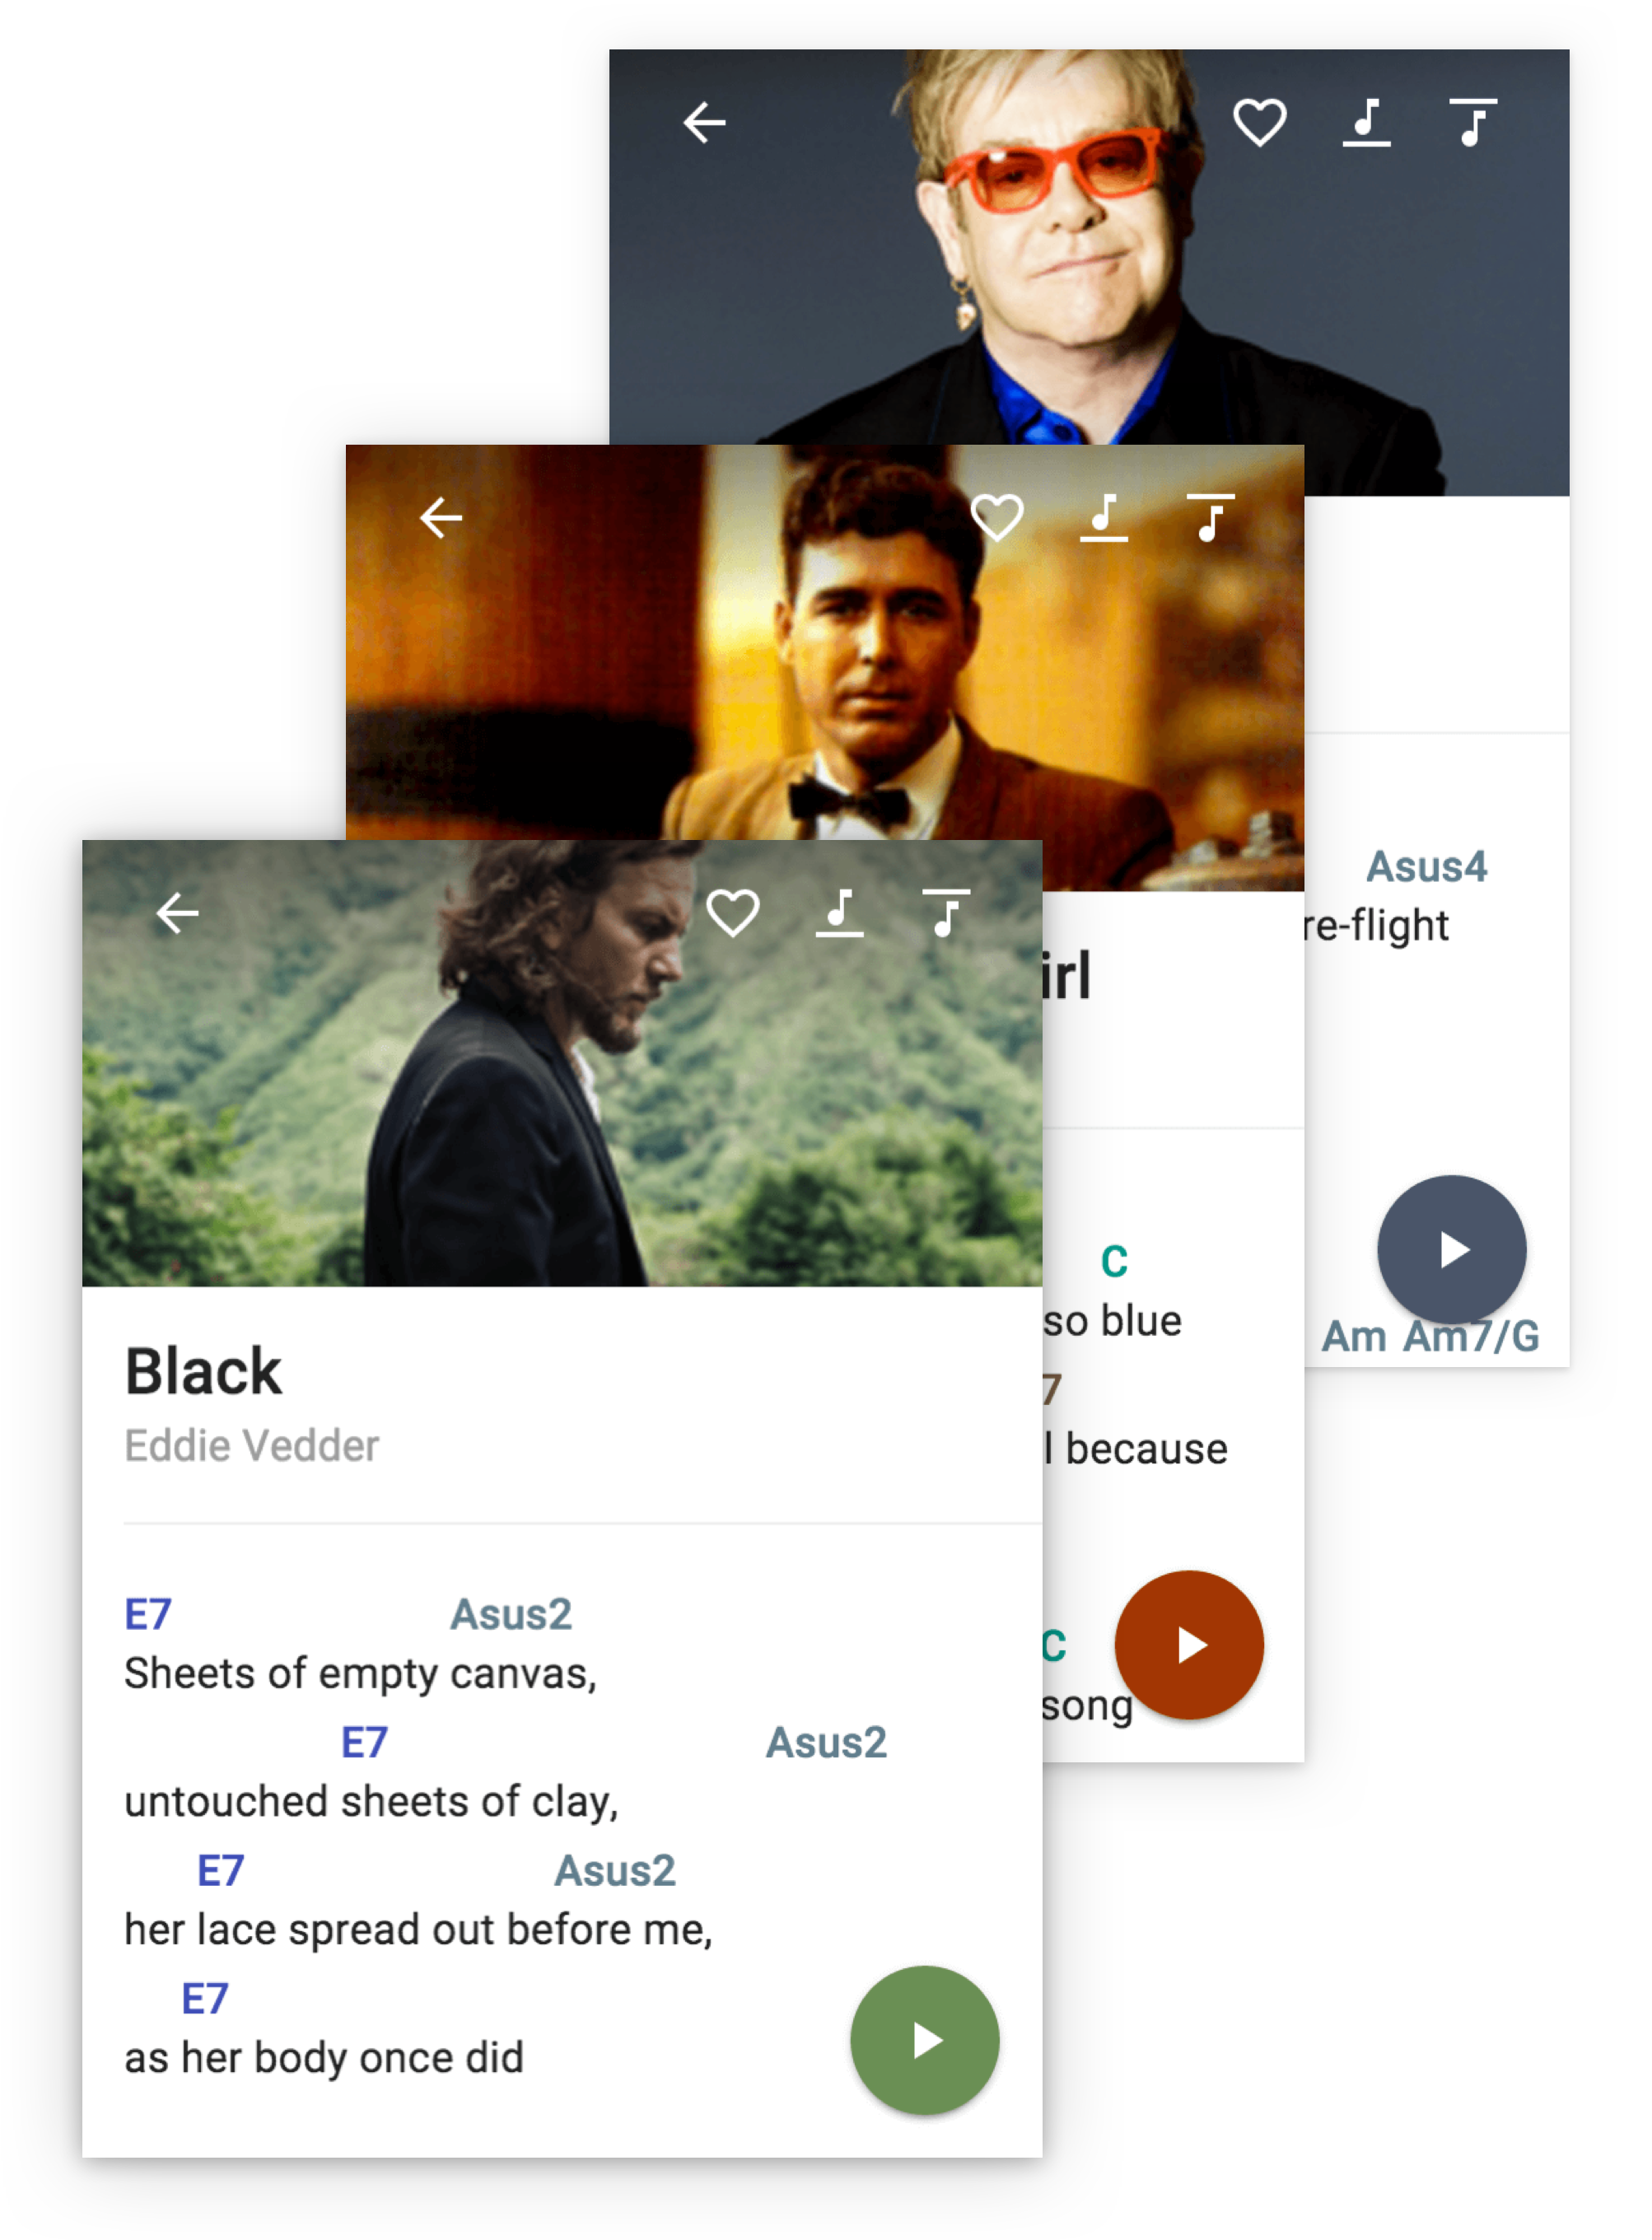 Asus4
re-flight
Am Am7/G
irl
C
so blue
7
l because
C
song
Black
Eddie Vedder
E7 Asus2
Sheets of empty canvas,
E7 Asus2
untouched sheets of clay,
E7 Asus2
her lace spread out before me,
E7
as her body once did